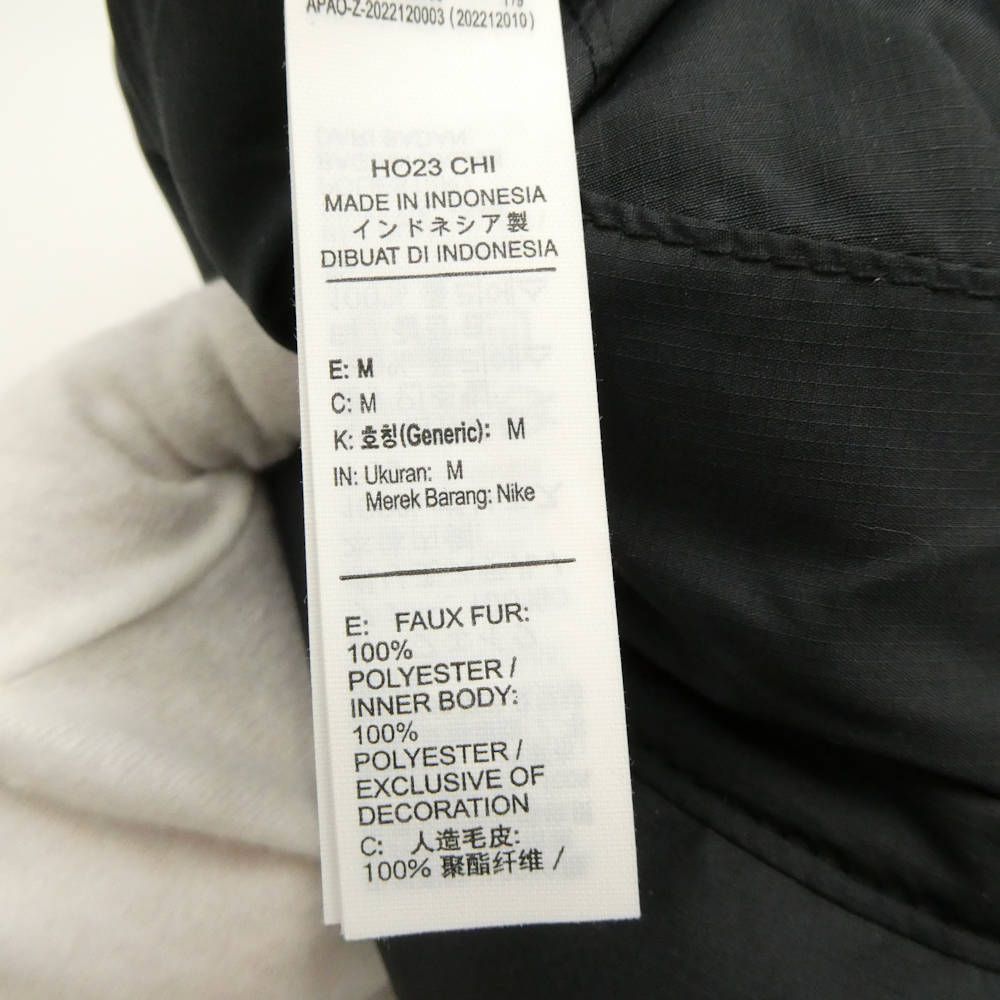 APAO-Z-2022120003 (202212010)
HO23 CHI
MADE IN INDONESIA
インドネシア製
DIBUAT DI INDONESIA
E: M
C: M
K: 호칭(Generic): M
IN: Ukuran: M
Merek Barang: Nike
E: FAUX FUR:
100%
POLYESTER /
INNER BODY:
100%
POLYESTER /
EXCLUSIVE OF
DECORATION
C: 人造毛皮:
100% 聚酯纤维 /